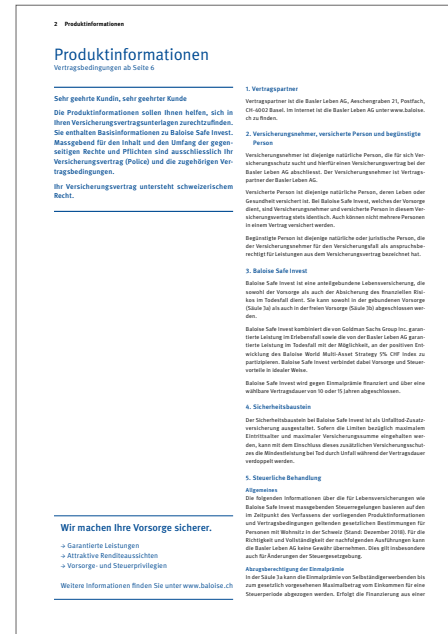 2 Produktinformationen
Produktinformationen
Vertragsbedingungen ab Seite 6
Sehr geehrte Kundin, sehr geehrter Kunde
Die Produktinformationen sollen Ihnen helfen, sich in
Ihren Versicherungsvertragsunterlagen zurechtzufinden.
Sie enthalten Basisinformationen zu Baloise Safe Invest.
Massgebend für den Inhalt und den Umfang der gegen-
seitigen Rechte und Pflichten sind ausschliesslich Ihr
Versicherungsvertrag (Police) und die zugehörigen Ver-
tragsbedingungen.
Ihr Versicherungsvertrag untersteht schweizerischem
Recht.
Wir machen Ihre Vorsorge sicherer.
→ Garantierte Leistungen
→ Attraktive Renditeaussichten
→ Vorsorge- und Steuerprivilegien
Weitere Informationen finden Sie unter www.baloise.ch
1. Vertragspartner
Vertragspartner ist die Basler Leben AG, Aeschengraben 21, Postfach,
CH-4002 Basel. Im Internet ist die Basler Leben AG unter www.baloise.
ch zu finden.
2. Versicherungsnehmer, versicherte Person und begünstigte
Person
Versicherungsnehmer ist diejenige natürliche Person, die für sich Ver-
sicherungsschutz sucht und hierfür einen Versicherungsvertrag bei der
Basler Leben AG abschliesst. Der Versicherungsnehmer ist Vertrags-
partner der Basler Leben AG.
Versicherte Person ist diejenige natürliche Person, deren Leben oder
Gesundheit versichert ist. Bei Baloise Safe Invest, welches der Vorsorge
dient, sind Versicherungsnehmer und versicherte Person in diesem Ver-
sicherungsvertrag stets identisch. Auch können nicht mehrere Personen
in einem Vertrag versichert werden.
Begünstigte Person ist diejenige natürliche oder juristische Person, die
der Versicherungsnehmer für den Versicherungsfall als anspruchsbe-
rechtigt für Leistungen aus dem Versicherungsvertrag bezeichnet hat.
3. Baloise Safe Invest
Baloise Safe Invest ist eine anteilgebundene Lebensversicherung, die
sowohl der Vorsorge als auch der Absicherung des finanziellen Risi-
kos im Todesfall dient. Sie kann sowohl in der gebundenen Vorsorge
(Säule 3a) als auch in der freien Vorsorge (Säule 3b) abgeschlossen wer-
den.
Baloise Safe Invest kombiniert die von Goldman Sachs Group Inc. garan-
tierte Leistung im Erlebensfall sowie die von der Basler Leben AG garan-
tierte Leistung im Todesfall mit der Möglichkeit, an der positiven Ent-
wicklung des Baloise World Multi-Asset Strategy 5% CHF Index zu
partizipieren. Baloise Safe Invest verbindet dabei Vorsorge und Steuer-
vorteile in idealer Weise.
Baloise Safe Invest wird gegen Einmalprämie finanziert und über eine
wählbare Vertragsdauer von 10 oder 15 Jahren abgeschlossen.
4. Sicherheitsbaustein
Der Sicherheitsbaustein bei Baloise Safe Invest ist als Unfalltod-Zusatz-
versicherung ausgestaltet. Sofern die Limiten bezüglich maximalem
Eintrittsalter und maximaler Versicherungssumme eingehalten wer-
den, kann mit dem Einschluss dieses zusätzlichen Versicherungsschut-
zes die Mindestleistung bei Tod durch Unfall während der Vertragsdauer
verdoppelt werden.
5. Steuerliche Behandlung
Allgemeines
Die folgenden Informationen über die für Lebensversicherungen wie
Baloise Safe Invest massgebenden Steuerregelungen basieren auf den
im Zeitpunkt des Verfassens der vorliegenden Produktinformationen
und Vertragsbedingungen geltenden gesetzlichen Bestimmungen für
Personen mit Wohnsitz in der Schweiz (Stand: Dezember 2018). Für die
Richtigkeit und Vollständigkeit der nachfolgenden Ausführungen kann
die Basler Leben AG keine Gewähr übernehmen. Dies gilt insbesondere
auch für Änderungen der Steuergesetzgebung.
Abzugsberechtigung der Einmalprämie
In der Säule 3a kann die Einmalprämie von Selbständigerwerbenden bis
zum gesetzlich vorgesehenen Maximalbetrag vom Einkommen für eine
Steuerperiode abgezogen werden. Erfolgt die Finanzierung aus einer